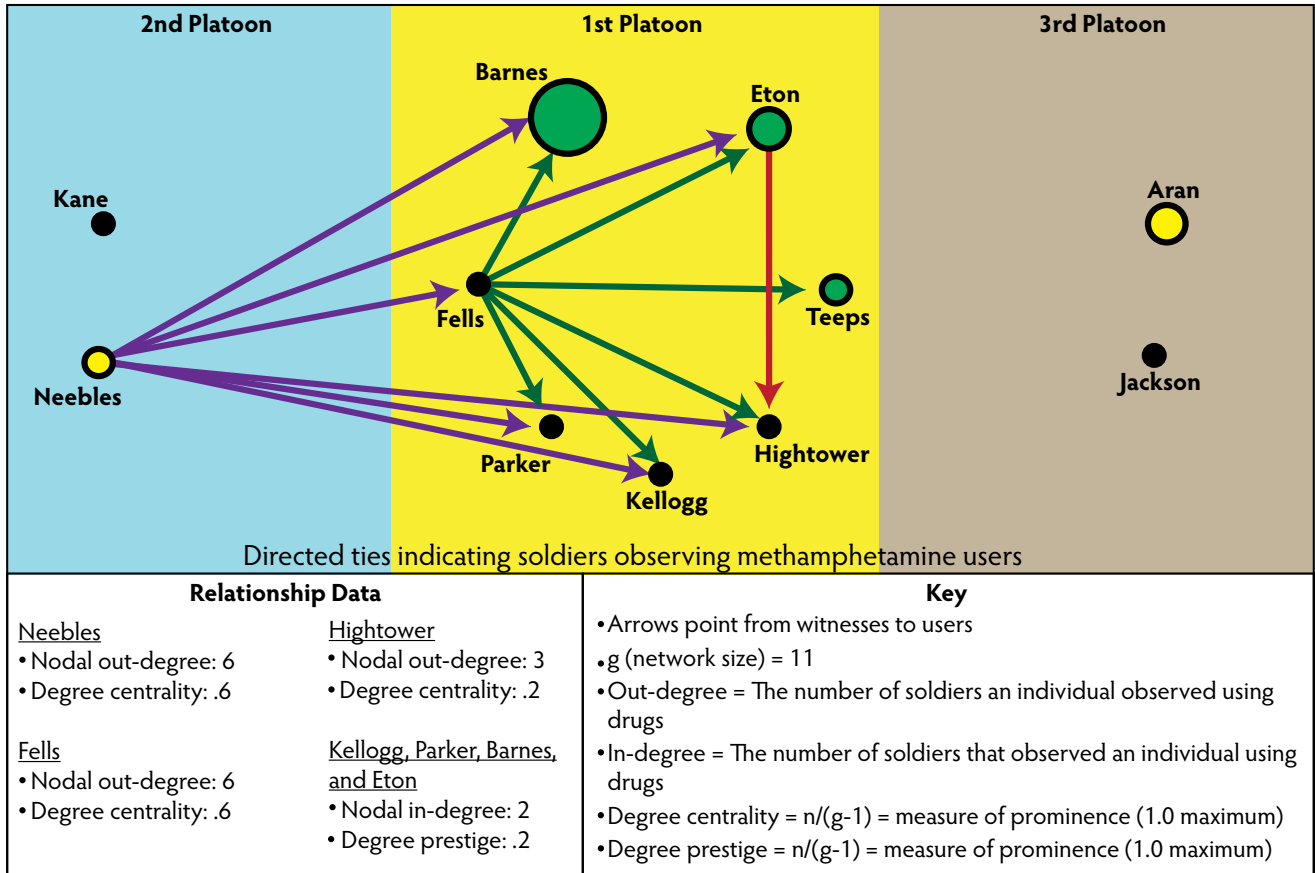 2nd Platoon
1st Platoon
3rd Platoon
Barnes
Eton
Kane
Aran
Fells
Teeps
Neebles
Jackson
Parker
Hightower
Kellogg
Directed ties indicating soldiers observing methamphetamine users
Relationship Data
Neebles
• Nodal out-degree: 6
• Degree centrality: .6
Hightower
• Nodal out-degree: 3
• Degree centrality: .2
Fells
• Nodal out-degree: 6
• Degree centrality: .6
Kellogg, Parker, Barnes,
and Eton
• Nodal in-degree: 2
• Degree prestige: .2
Key
•Arrows point from witnesses to users
•g (network size) = 11
•Out-degree = The number of soldiers an individual observed using
drugs
•In-degree = The number of soldiers that observed an individual using
drugs
•Degree centrality = n/(g-1) = measure of prominence (1.0 maximum)
•Degree prestige = n/(g-1) = measure of prominence (1.0 maximum)